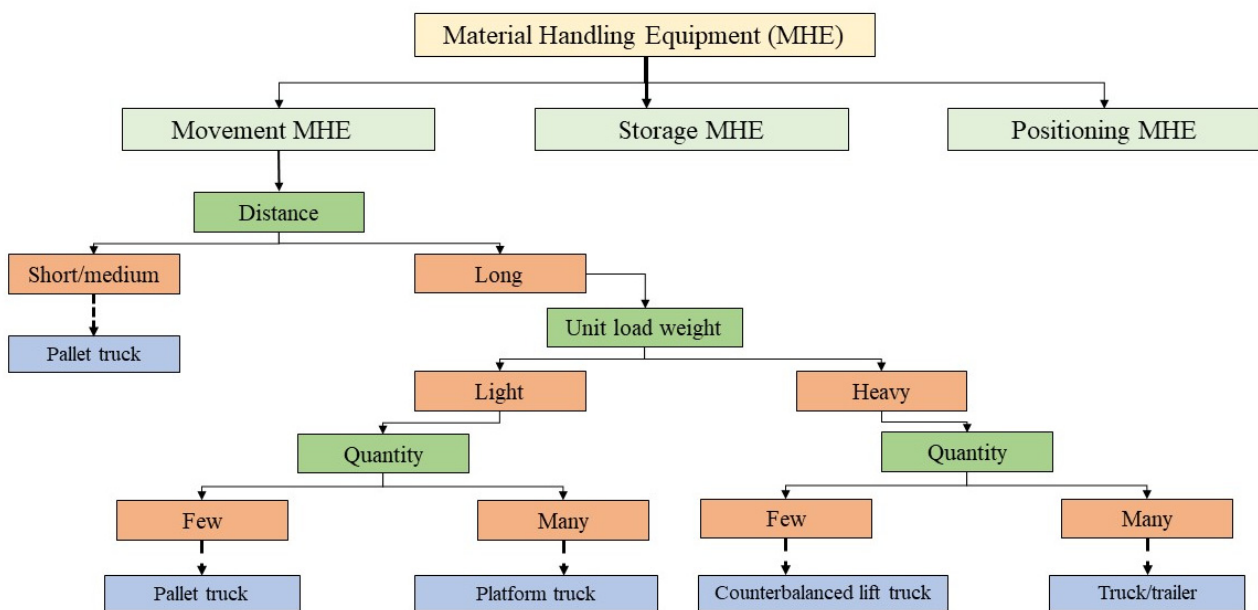 Material Handling Equipment (MHE)
Movement MHE
Storage MHE
Positioning MHE
Distance
Short/medium
Long
Pallet truck
Unit load weight
Light
Heavy
Quantity
Quantity
Few
Many
Few
Many
Pallet truck
Platform truck
Counterbalanced lift truck
Truck/trailer